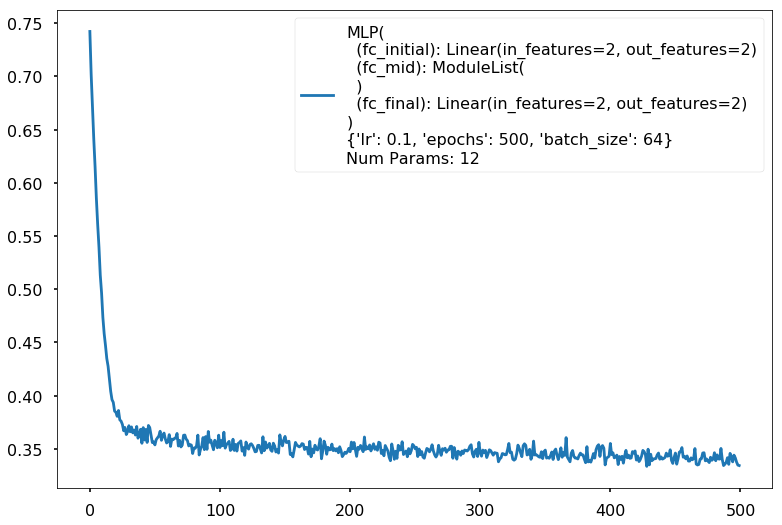 0.75
0.70
0.65
0.60
0.55
0.50
0.45
0.40
0.35
0 100 200 300 400 500
MLP(
(fc_initial): Linear(in_features=2, out_features=2)
(fc_mid): ModuleList(
)
(fc_final): Linear(in_features=2, out_features=2)
)
{'lr': 0.1, 'epochs': 500, 'batch_size': 64}
Num Params: 12